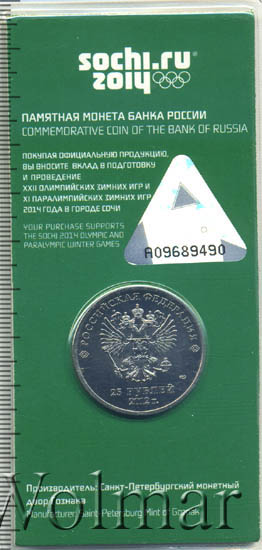 sochi.ru
2014
ПАМЯТНАЯ МОНЕТА БАНКА РОССИИ
COMMEMORATIVE COIN OF THE BANK OF RUSSIA
ПОКУПАЯ ОФИЦИАЛЬНУЮ ПРОДУКЦИЮ,
ВЫ ВНОСИТЕ ВКЛАД В ПОДГОТОВКУ
И ПРОВЕДЕНИЕ
XXII ОЛИМПИЙСКИХ ЗИМНИХ ИГР И
XI ПАРАЛИМПИЙСКИХ ЗИМНИХ ИГР
2014 ГОДА В ГОРОДЕ СОЧИ
YOUR PURCHASE SUPPORTS
THE SOCHI 2014 OLYMPIC AND
PARALYMPIC WINTER GAMES
A09689490
РОССИЙСКАЯ ФЕДЕРАЦИЯ
25 РУБЛЕЙ
2012 г.
Производитель: Санкт-Петербургский монетный
двор Гознака
Manufacturer: Saint-Petersburg Mint of Goznak
Wolmar